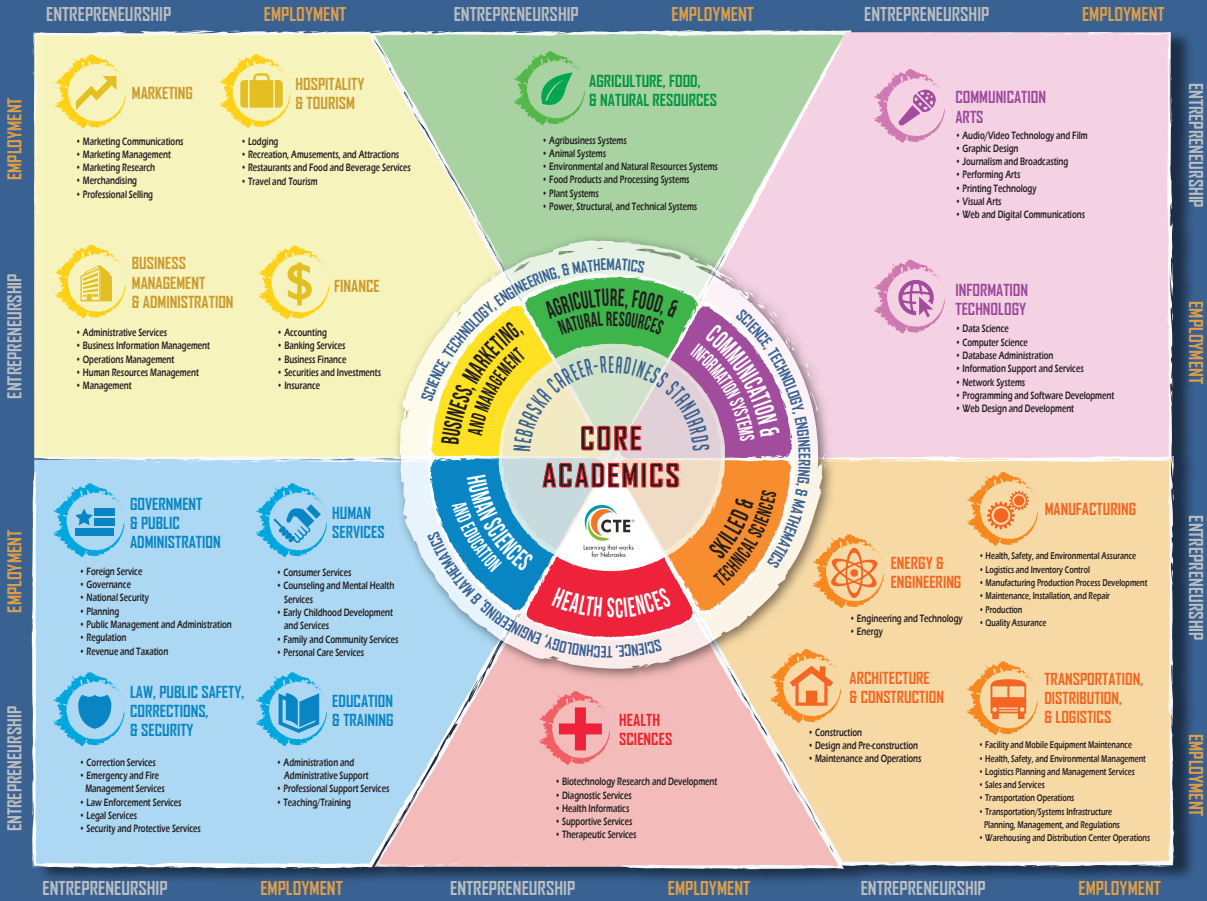 ENTREPRENEURSHIP
EMPLOYMENT
ENTREPRENEURSHIP
EMPLOYMENT
ENTREPRENEURSHIP
EMPLOYMENT
EMPLOYMENT
ENTREPRENEURSHIP
EMPLOYMENT
ENTREPRENEURSHIP
MARKETING
• Marketing Communications
• Marketing Management
• Marketing Research
• Merchandising
• Professional Selling
HOSPITALITY
& TOURISM
• Lodging
• Recreation, Amusements, and Attractions
• Restaurants and Food and Beverage Services
• Travel and Tourism
BUSINESS
MANAGEMENT
& ADMINISTRATION
• Administrative Services
• Business Information Management
• Operations Management
• Human Resources Management
• Management
FINANCE
• Accounting
• Banking Services
• Business Finance
• Securities and Investments
• Insurance
AGRICULTURE, FOOD,
& NATURAL RESOURCES
• Agribusiness Systems
• Animal Systems
• Environmental and Natural Resources Systems
• Food Products and Processing Systems
• Plant Systems
• Power, Structural, and Technical Systems
COMMUNICATION
ARTS
• Audio/Video Technology and Film
• Graphic Design
• Journalism and Broadcasting
• Performing Arts
• Printing Technology
• Visual Arts
• Web and Digital Communications
INFORMATION
TECHNOLOGY
• Data Science
• Computer Science
• Database Administration
• Information Support and Services
• Network Systems
• Programming and Software Development
• Web Design and Development
SCIENCE, TECHNOLOGY, ENGINEERING, & MATHEMATICS
SCIENCE, TECHNOLOGY, ENGINEERING, & MATHEMATICS
SCIENCE, TECHNOLOGY, ENGINEERING, & MATHEMATICS
AGRICULTURE, FOOD, &
NATURAL RESOURCES
COMMUNICATION &
INFORMATION SYSTEMS
SKILLED &
TECHNICAL SCIENCES
HEALTH SCIENCES
HUMAN SCIENCES
AND EDUCATION
BUSINESS, MARKETING,
AND MANAGEMENT
NEBRASKA CAREER-READINESS STANDARDS
CORE
ACADEMICS
CTE®
Learning that works
for Nebraska
GOVERNMENT
& PUBLIC
ADMINISTRATION
• Foreign Service
• Governance
• National Security
• Planning
• Public Management and Administration
• Regulation
• Revenue and Taxation
HUMAN
SERVICES
• Consumer Services
• Counseling and Mental Health
Services
• Early Childhood Development
and Services
• Family and Community Services
• Personal Care Services
LAW, PUBLIC SAFETY,
CORRECTIONS,
& SECURITY
• Correction Services
• Emergency and Fire
Management Services
• Law Enforcement Services
• Legal Services
• Security and Protective Services
EDUCATION
& TRAINING
• Administration and
Administrative Support
• Professional Support Services
• Teaching/Training
HEALTH
SCIENCES
• Biotechnology Research and Development
• Diagnostic Services
• Health Informatics
• Supportive Services
• Therapeutic Services
MANUFACTURING
• Health, Safety, and Environmental Assurance
• Logistics and Inventory Control
• Manufacturing Production Process Development
• Maintenance, Installation, and Repair
• Production
• Quality Assurance
ENERGY &
ENGINEERING
• Engineering and Technology
• Energy
ARCHITECTURE
& CONSTRUCTION
• Construction
• Design and Pre-construction
• Maintenance and Operations
TRANSPORTATION,
DISTRIBUTION,
& LOGISTICS
• Facility and Mobile Equipment Maintenance
• Health, Safety, and Environmental Management
• Logistics Planning and Management Services
• Sales and Services
• Transportation Operations
• Transportation/Systems Infrastructure
Planning, Management, and Regulations
• Warehousing and Distribution Center Operations
ENTREPRENEURSHIP
EMPLOYMENT
ENTREPRENEURSHIP
EMPLOYMENT
ENTREPRENEURSHIP
EMPLOYMENT
ENTREPRENEURSHIP
EMPLOYMENT
ENTREPRENEURSHIP
EMPLOYMENT